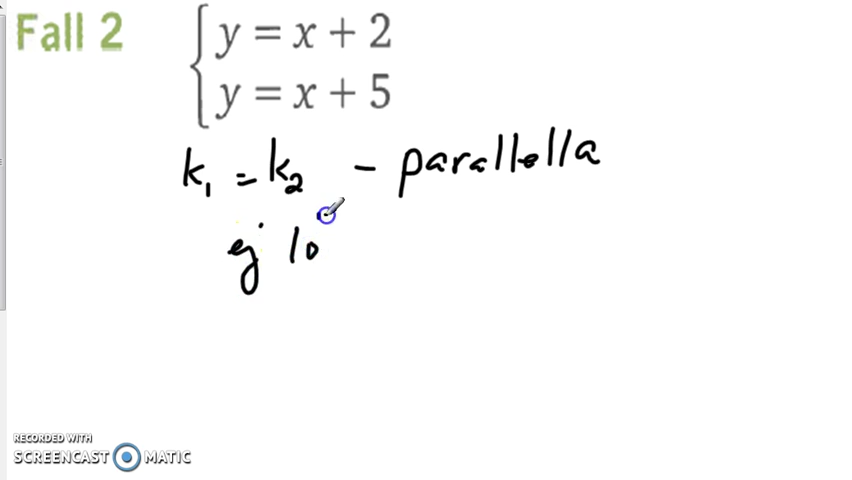 Fall 2
y = x + 2
y = x + 5
k₁ = k₂ – parallella
ej lö
RECORDED WITH
SCREENCAST MATIC